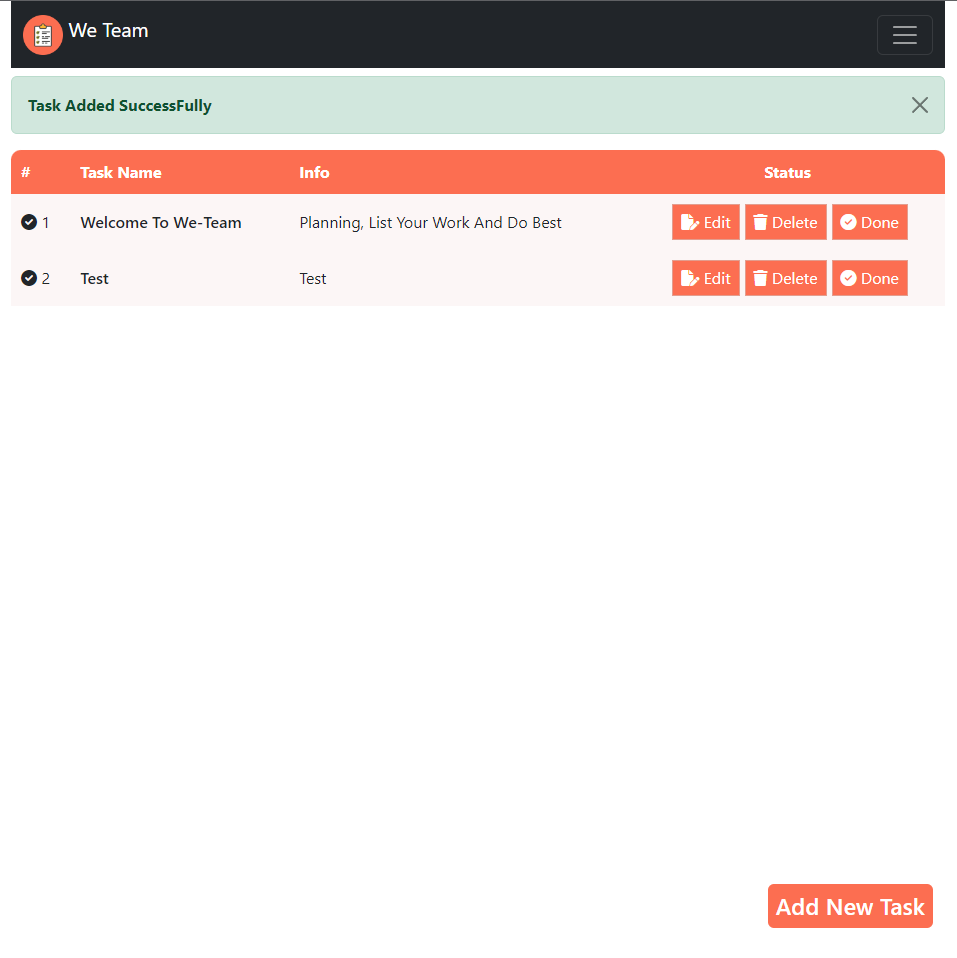 We Team
Task Added SuccessFully
# Task Name Info Status
1 Welcome To We-Team Planning, List Your Work And Do Best Edit Delete Done
2 Test Test Edit Delete Done
Add New Task